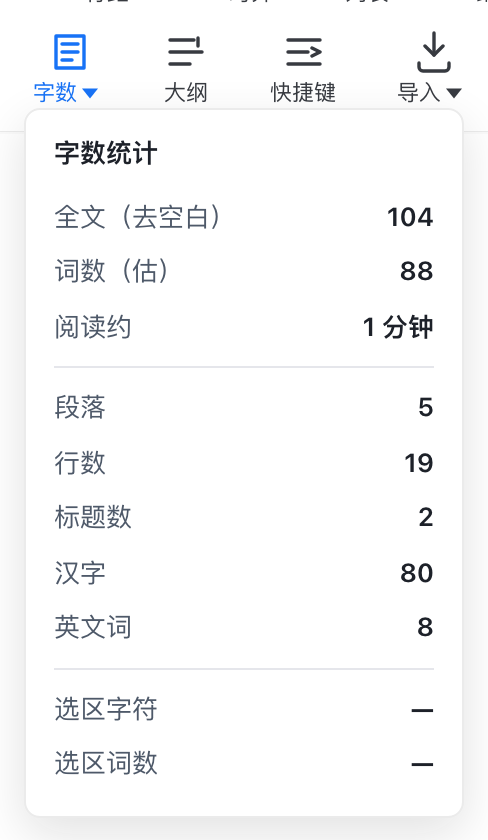 字数 大纲 快捷键 导入
字数统计
全文（去空白） 104
词数（估） 88
阅读约 1 分钟
段落 5
行数 19
标题数 2
汉字 80
英文词 8
选区字符 —
选区词数 —